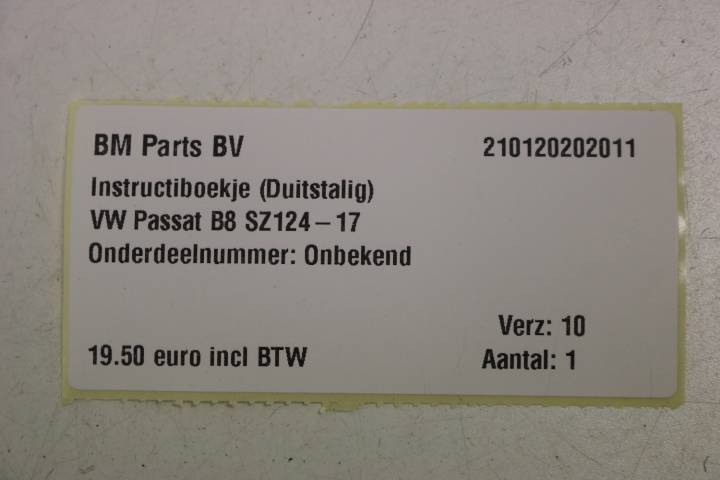 BM Parts BV 210120202011
Instructiboekje (Duitstalig)
VW Passat B8 SZ124-17
Onderdeelnummer: Onbekend
Verz: 10
19.50 euro incl BTW Aantal: 1